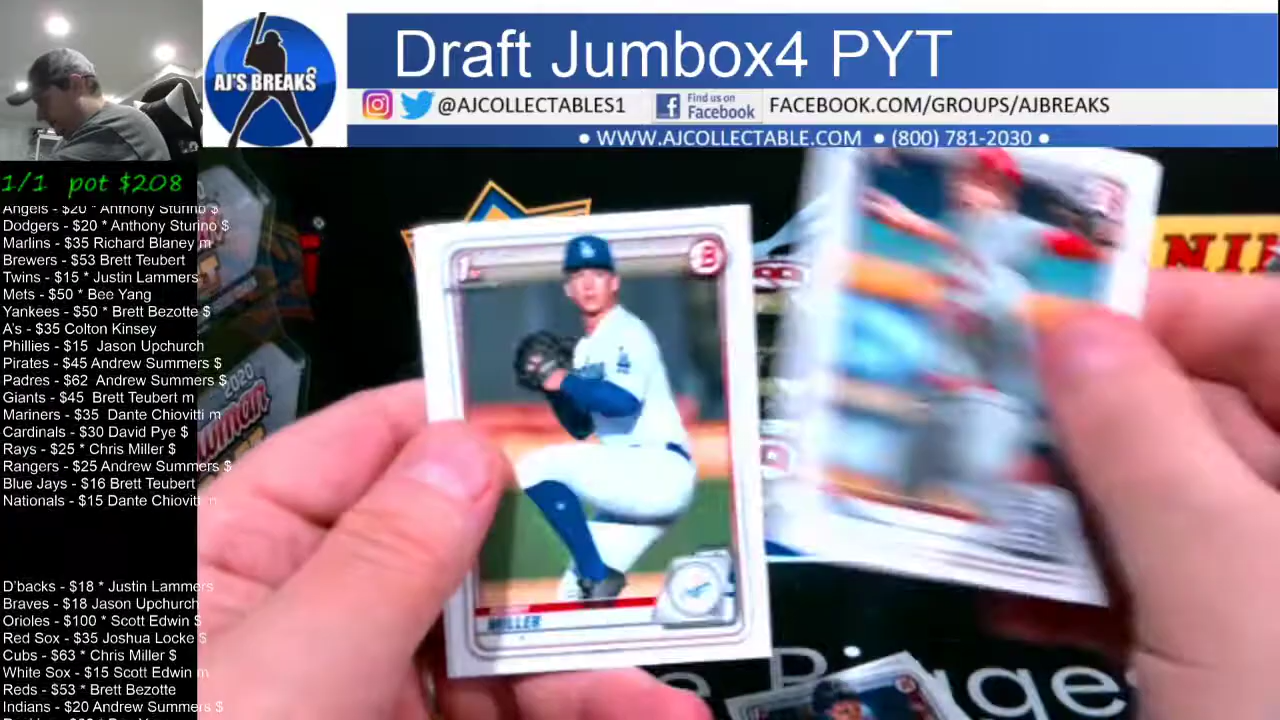 Draft Jumbox4 PYT
AJ'S BREAKS
@AJCOLLECTABLES1
Find us on
Facebook
FACEBOOK.COM/GROUPS/AJBREAKS
● WWW.AJCOLLECTABLE.COM ● (800) 781-2030 ●
1/1 pot $208
Angels - $20 * Anthony Sturino $
Dodgers - $20 * Anthony Sturino $
Marlins - $35 Richard Blaney m
Brewers - $53 Brett Teubert
Twins - $15 * Justin Lammers
Mets - $50 * Bee Yang
Yankees - $50 * Brett Bezotte $
A's - $35 Colton Kinsey
Phillies - $15 Jason Upchurch
Pirates - $45 Andrew Summers $
Padres - $62 Andrew Summers $
Giants - $45 Brett Teubert m
Mariners - $35 Dante Chiovitti m
Cardinals - $30 David Pye $
Rays - $25 * Chris Miller $
Rangers - $25 Andrew Summers $
Blue Jays - $16 Brett Teubert
Nationals - $15 Dante Chiovitti m
D'backs - $18 * Justin Lammers
Braves - $18 Jason Upchurch
Orioles - $100 * Scott Edwin $
Red Sox - $35 Joshua Locke $
Cubs - $63 * Chris Miller $
White Sox - $15 Scott Edwin m
Reds - $53 * Brett Bezotte
Indians - $20 Andrew Summers $
1st
B
MILLER
2020